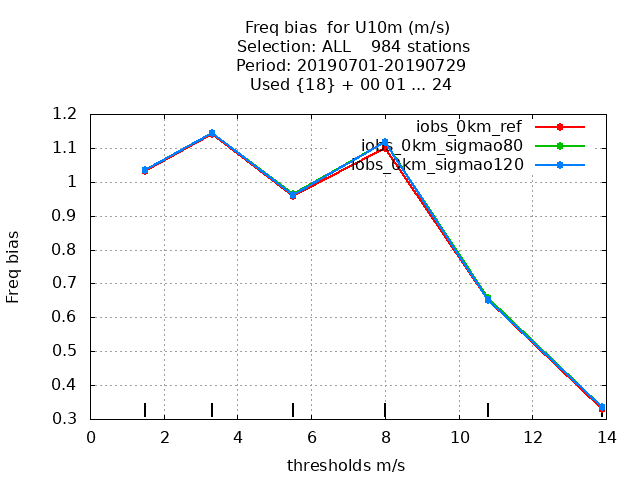 Freq bias  for U10m (m/s)
Selection: ALL    984 stations
Period: 20190701-20190729
Used {18} + 00 01 ... 24
iobs_0km_ref
iobs_0km_sigmao80
iobs_0km_sigmao120
1.2
1.1
1
0.9
0.8
0.7
0.6
0.5
0.4
0.3
Freq bias
0 2 4 6 8 10 12 14
thresholds m/s